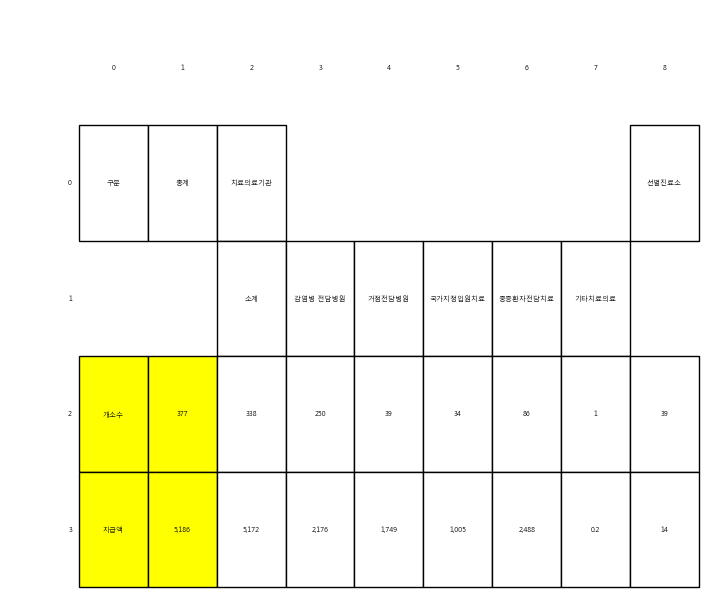 0 1 2 3 4 5 6 7 8
0 구분 총계 치료의료기관 선별진료소
1 소계 감염병 전담병원 거점전담병원 국가지정입원치료 중증환자전담치료 기타치료의료
2 개소수 377 338 250 39 34 86 1 39
3 지급액 5,186 5,172 2,176 1,749 1,005 2,488 0.2 14